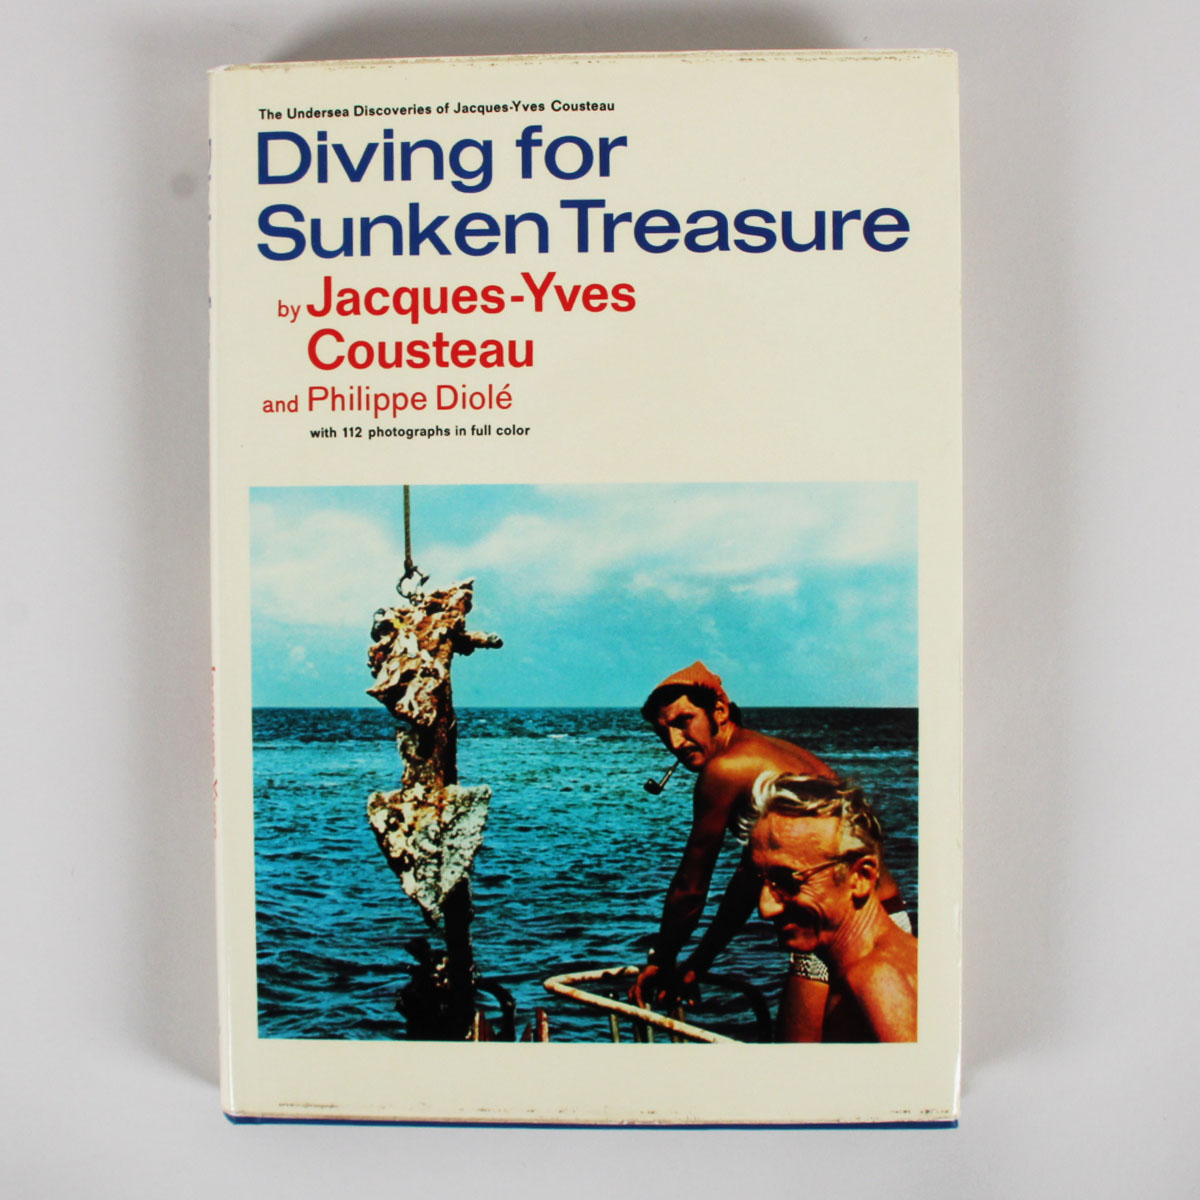 The Undersea Discoveries of Jacques-Yves Cousteau
Diving for
Sunken Treasure
by Jacques-Yves
Cousteau
and Philippe Diolé
with 112 photographs in full color